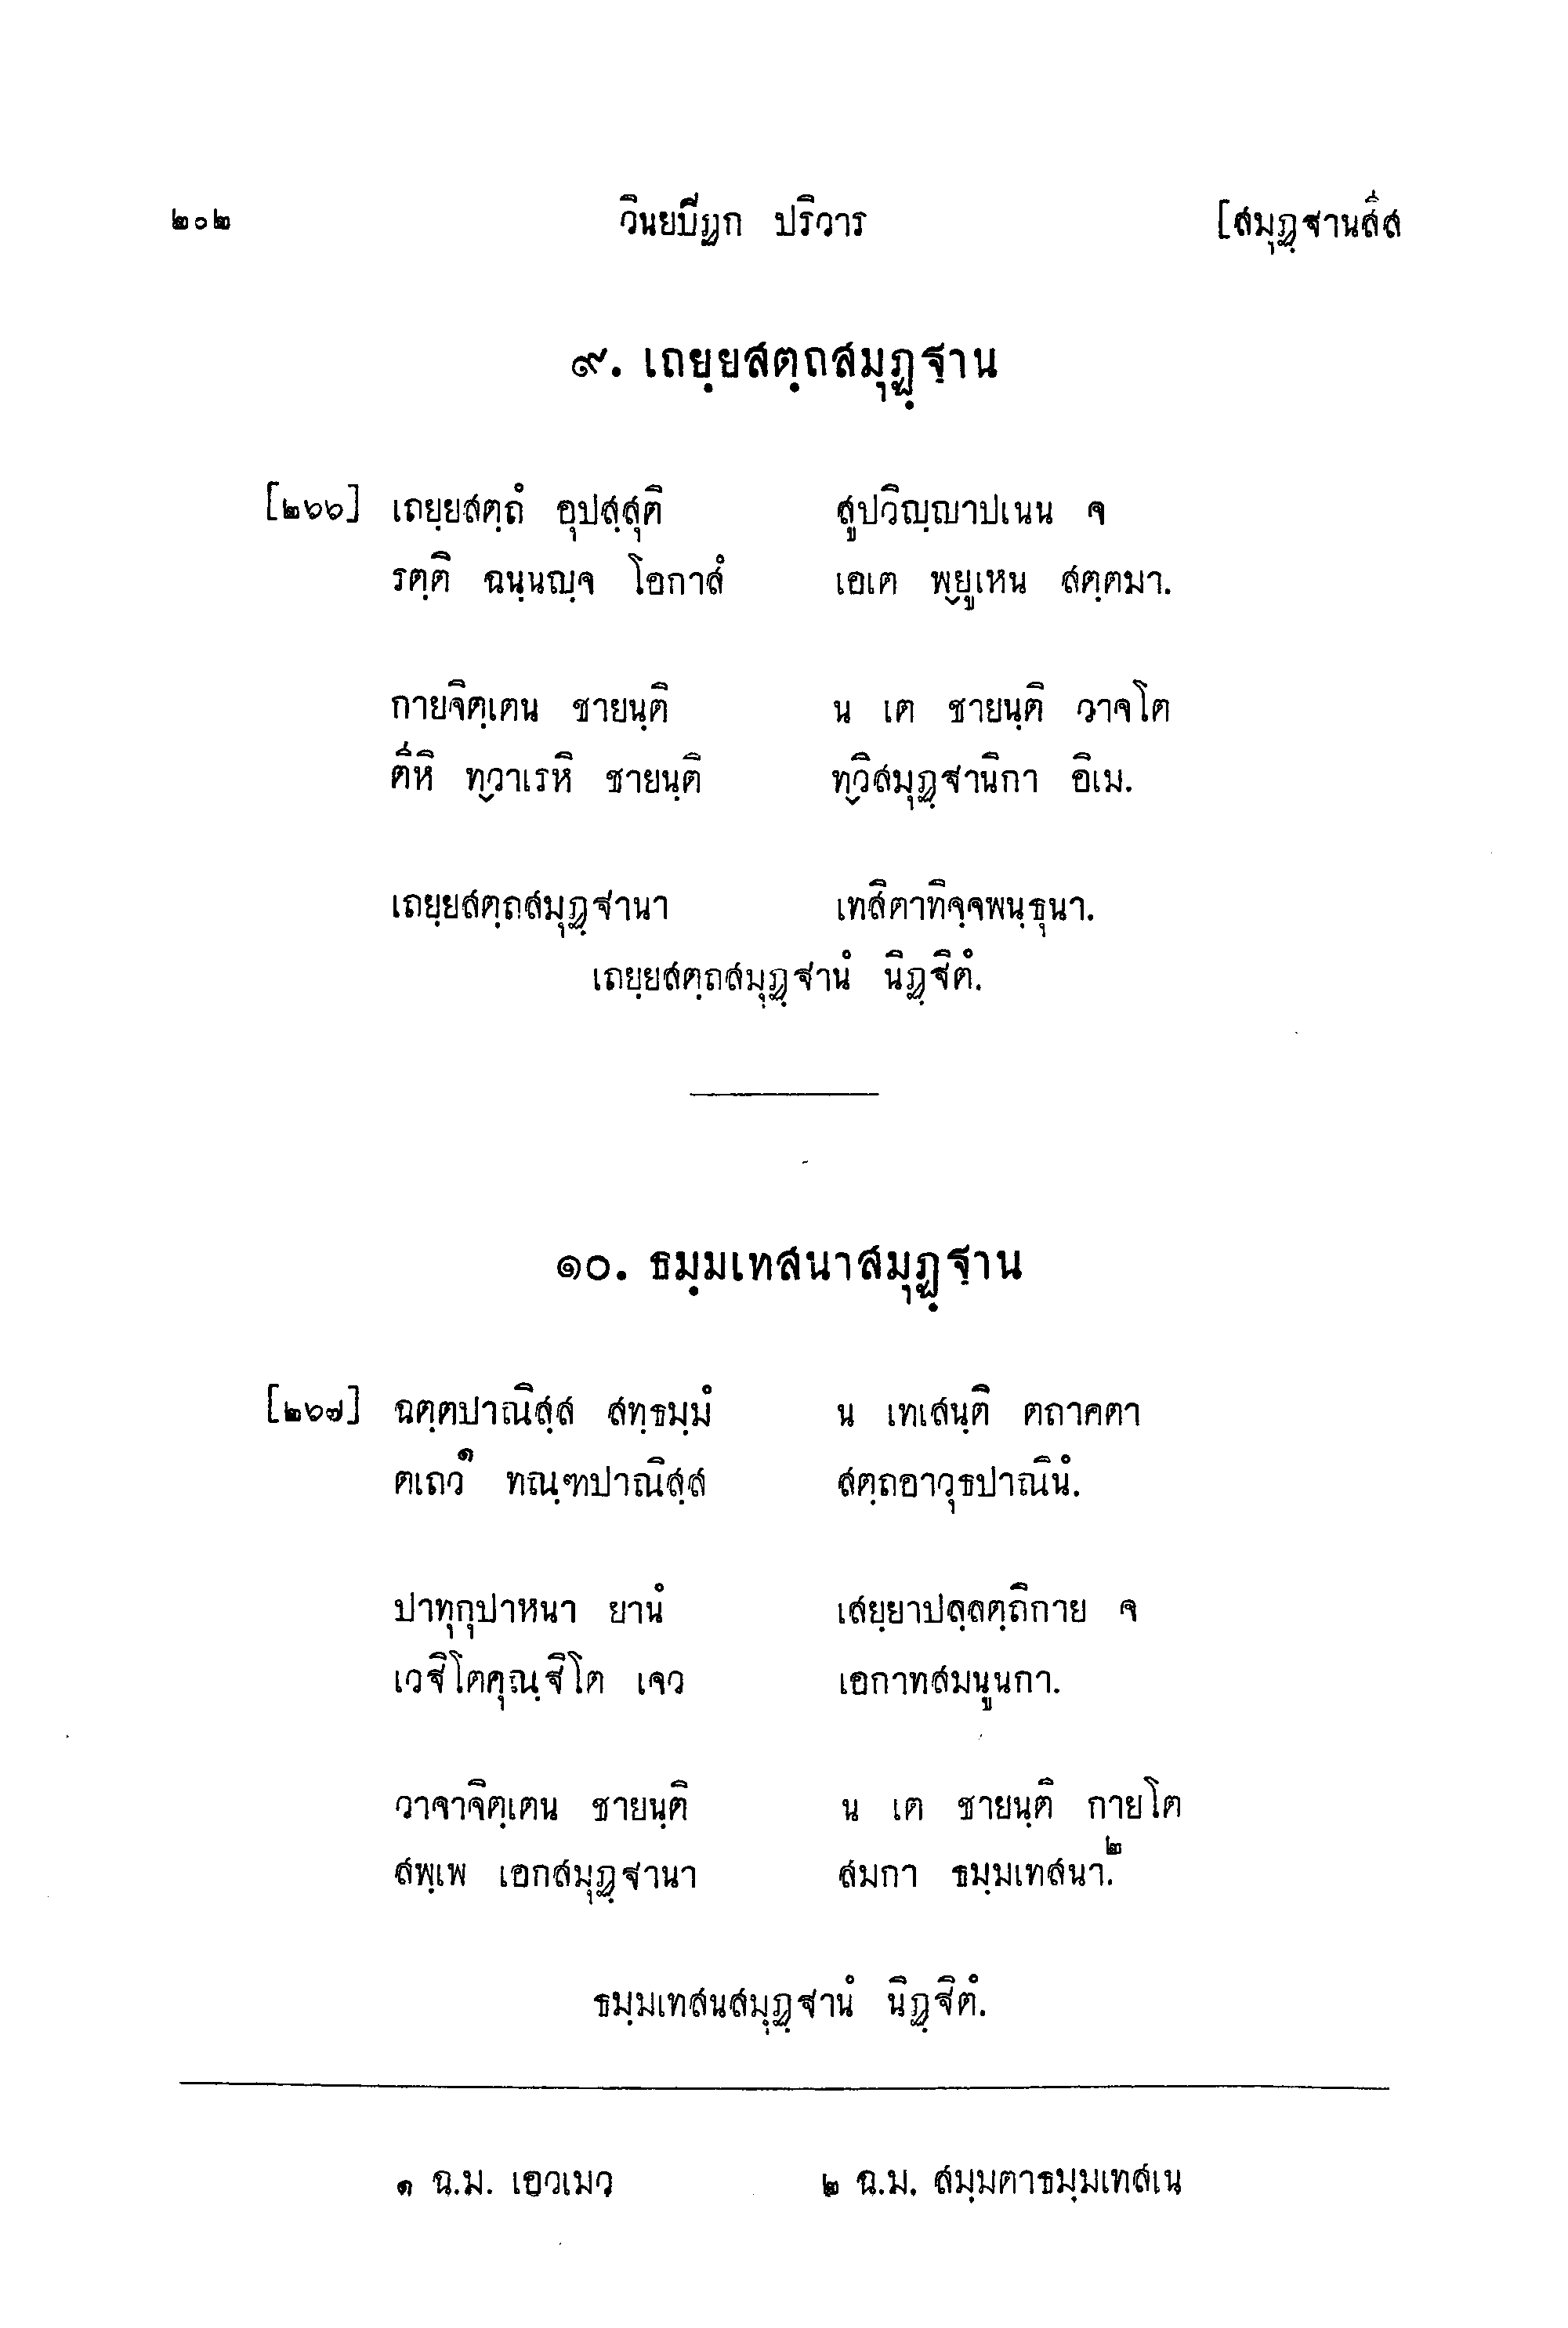 ๒๐๒ วินยปิฏก ปริวาร [สมุฏฺฐานสีส
๙. เถยฺยสตฺถสมุฏฺฐาน
[๒๖๖] เถยฺยสตฺถํ อุปสฺสุติ สูปวิญฺญาปเนน จ
รตฺติ ฉนฺนญฺจ โอกาสํ เอเต พฺยูเหน สตฺตมา.
กายจิตฺเตน ชายนฺติ น เต ชายนฺติ วาจโต
ตีหิ ทฺวาเรหิ ชายนฺติ ทฺวิสมุฏฺฐานิกา อิเม.
เถยฺยสตฺถสมุฏฺฐานา เทสิตาทิจฺจพนฺธุนา.
เถยฺยสตฺถสมุฏฺฐานํ นิฏฺฐิตํ.
๑๐. ธมฺมเทสนาสมุฏฺฐาน
[๒๖๗] ฉตฺตปาณิสฺส สทฺธมฺมํ น เทเสนฺติ ตถาคตา
ตเถว๑ ทณฺฑปาณิสฺส สตฺถอาวุธปาณินํ.
ปาทุกุปาหนา ยานํ เสยฺยาปลฺลตฺถิกาย จ
เวฐิโตคุณฺฐิโต เจว เอกาทสมนูนกา.
วาจาจิตฺเตน ชายนฺติ น เต ชายนฺติ กายโต
สพฺเพ เอกสมุฏฺฐานา สมกา ธมฺมเทสนา.๒
ธมฺมเทสนสมุฏฺฐานํ นิฏฺฐิตํ.
๑ ฉ.ม. เอวเมว ๒ ฉ.ม. สมฺมตาธมฺมเทสเน